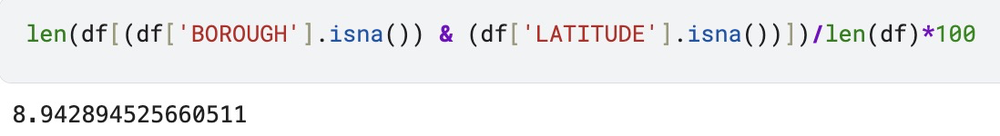 len(df[(df['BOROUGH'].isna()) & (df['LATITUDE'].isna())])/len(df)*100
8.942894525660511